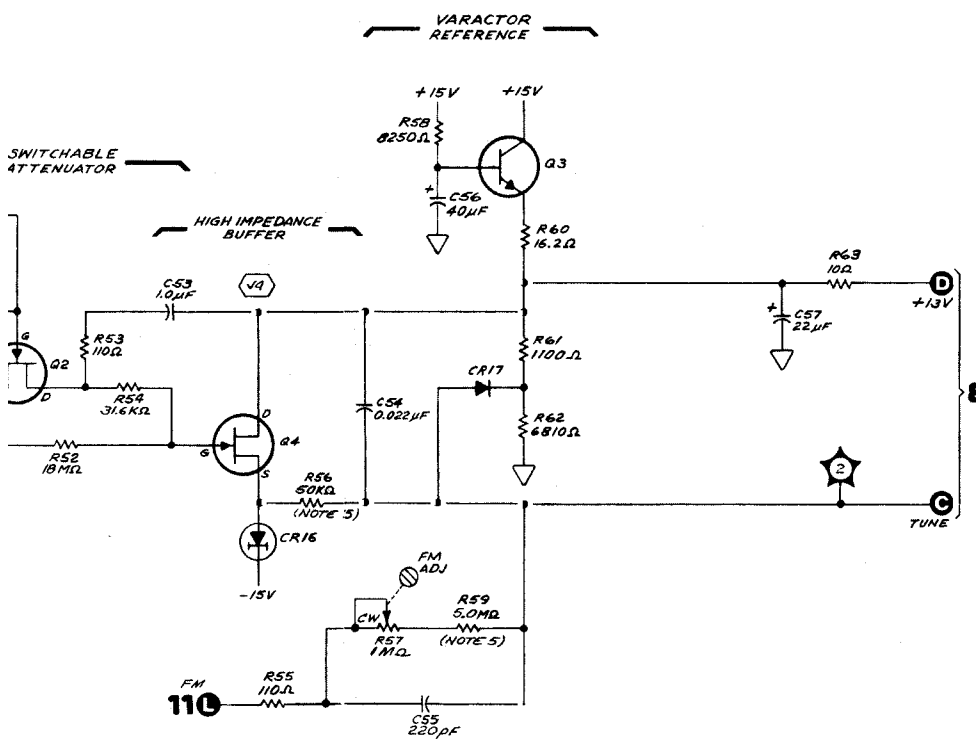 VARACTOR
REFERENCE
+15V
+15V
R58
8250Ω
Q3
SWITCHABLE
ATTENUATOR
+
C56
40µF
HIGH IMPEDANCE
BUFFER
R60
16.2Ω
R63
10Ω
D
+13V
C53
1.0µF
√4
+
C57
22µF
G
R53
110Ω
Q2
D
R61
1100Ω
CR17
R54
31.6KΩ
C54
0.022µF
D
R62
6810Ω
8
R52
18MΩ
G
Q4
S
R56
50KΩ
(NOTE 5)
2
C
TUNE
CR16
-15V
FM
ADJ
CW
R57
1MΩ
R59
5.0MΩ
(NOTE 5)
FM
11 L
R55
110Ω
C55
220pF